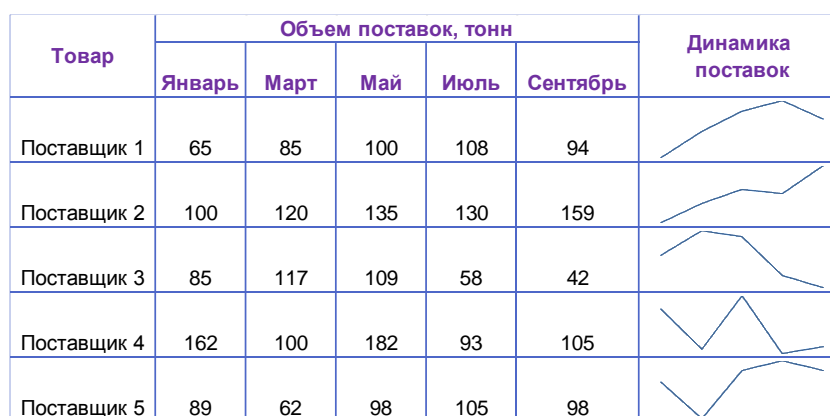 Товар Объем поставок, тонн Динамика поставок
Январь Март Май Июль Сентябрь
Поставщик 1 65 85 100 108 94
Поставщик 2 100 120 135 130 159
Поставщик 3 85 117 109 58 42
Поставщик 4 162 100 182 93 105
Поставщик 5 89 62 98 105 98